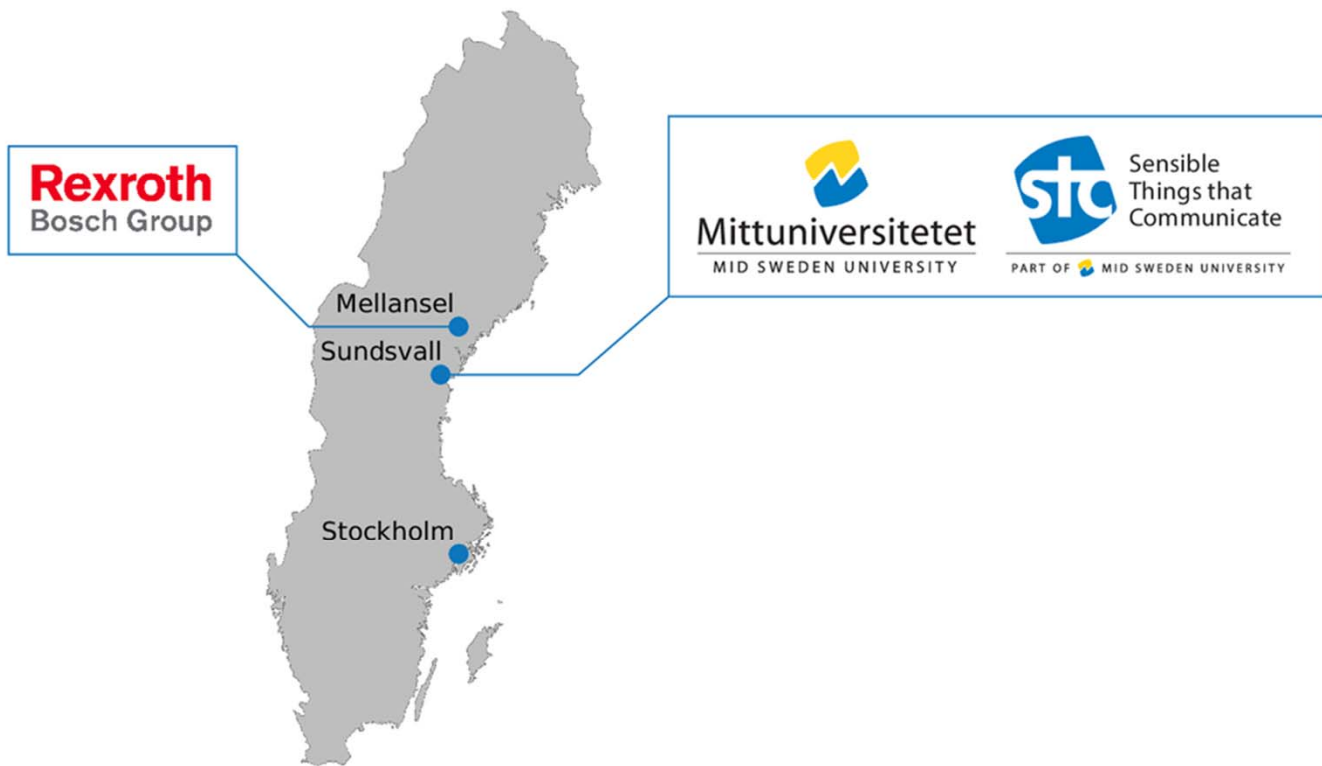 Rexroth
Bosch Group
Mittuniversitetet
MID SWEDEN UNIVERSITY
stc
Sensible
Things that
Communicate
PART OF MID SWEDEN UNIVERSITY
Mellansel
Sundsvall
Stockholm